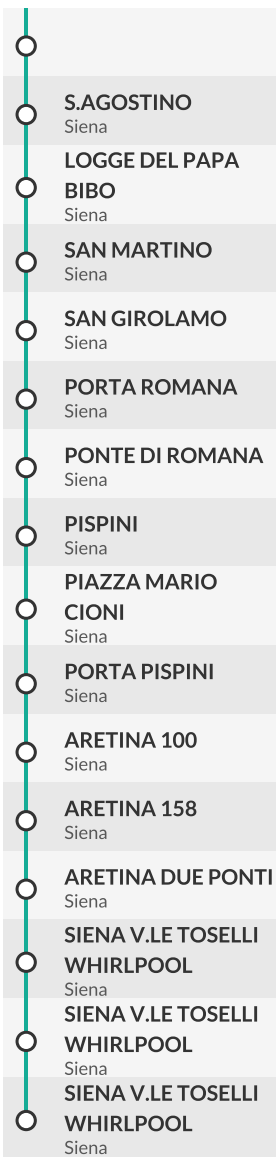 S.AGOSTINO
Siena
LOGGE DEL PAPA
BIBO
Siena
SAN MARTINO
Siena
SAN GIROLAMO
Siena
PORTA ROMANA
Siena
PONTE DI ROMANA
Siena
PISPINI
Siena
PIAZZA MARIO
CIONI
Siena
PORTA PISPINI
Siena
ARETINA 100
Siena
ARETINA 158
Siena
ARETINA DUE PONTI
Siena
SIENA V.LE TOSELLI
WHIRLPOOL
Siena
SIENA V.LE TOSELLI
WHIRLPOOL
Siena
SIENA V.LE TOSELLI
WHIRLPOOL
Siena